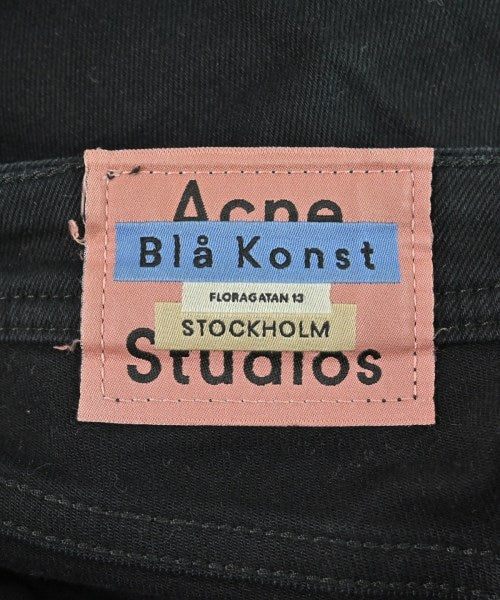 Acne
Blå Konst
FLORAGATAN 13
STOCKHOLM
Studios